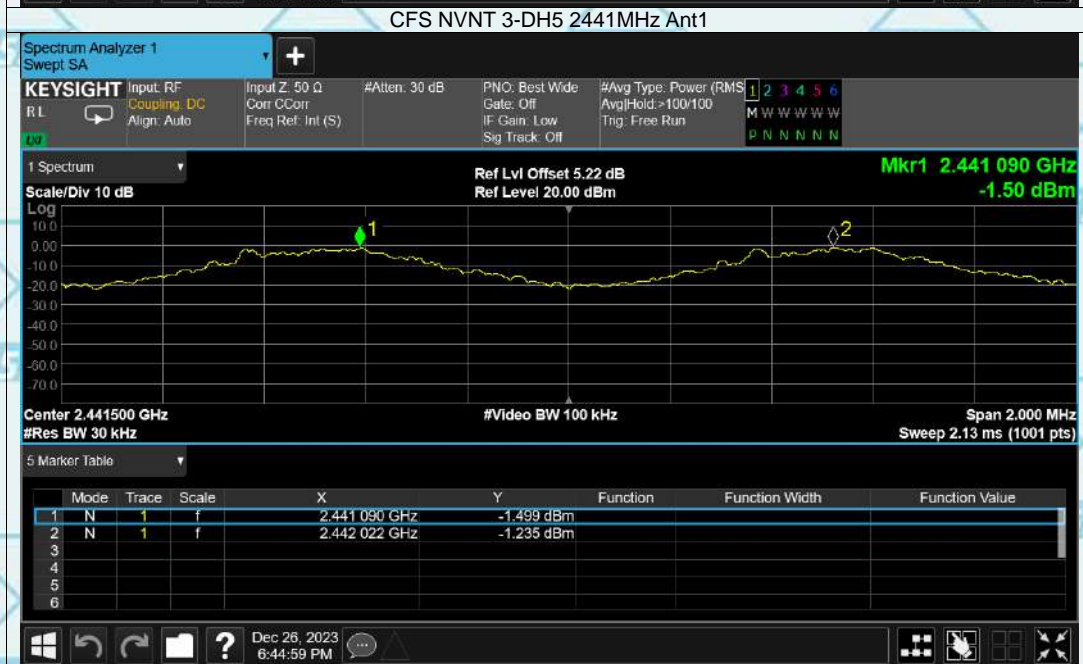 CFS NVNT 3-DH5 2441MHz Ant1
Spectrum Analyzer 1
Swept SA
+
KEYSIGHT Input: RF Input Z: 50 Ω #Atten: 30 dB PNO: Best Wide #Avg Type: Power (RMS 1 2 3 4 5 6
R L Coupling: DC Corr CCorr Gate: Off Avg|Hold:>100/100 M W W W W W
Align: Auto Freq Ref: Int (S) IF Gain: Low Trig: Free Run
Sig Track: Off P N N N N N
LXI
1 Spectrum Ref Lvl Offset 5.22 dB Mkr1 2.441 090 GHz
Scale/Div 10 dB Ref Level 20.00 dBm -1.50 dBm
Log
10.0
0.00
-10.0
-20.0
-30.0
-40.0
-50.0
-60.0
-70.0
1
2
Center 2.441500 GHz #Video BW 100 kHz Span 2.000 MHz
#Res BW 30 kHz Sweep 2.13 ms (1001 pts)
5 Marker Table
Mode Trace Scale X Y Function Function Width Function Value
1 N 1 f 2.441 090 GHz -1.499 dBm
2 N 1 f 2.442 022 GHz -1.235 dBm
3
4
5
6
? Dec 26, 2023
6:44:59 PM